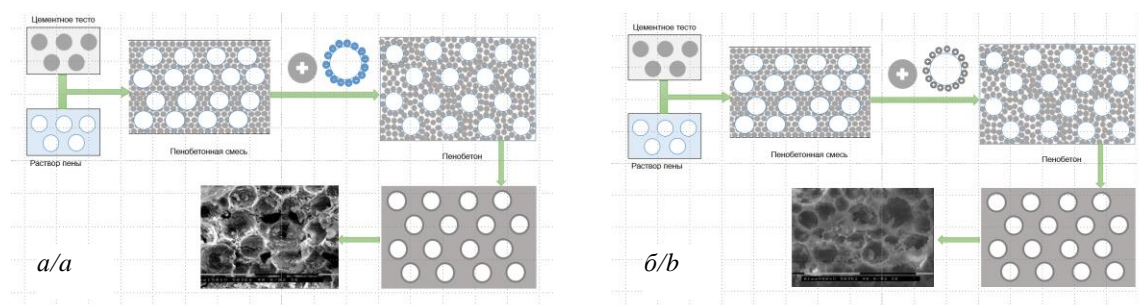 Цементное тесто
Раствор пены
Пенобетонная смесь
Пенобетон
а/a
Цементное тесто
Раствор пены
Пенобетонная смесь
Пенобетон
б/b